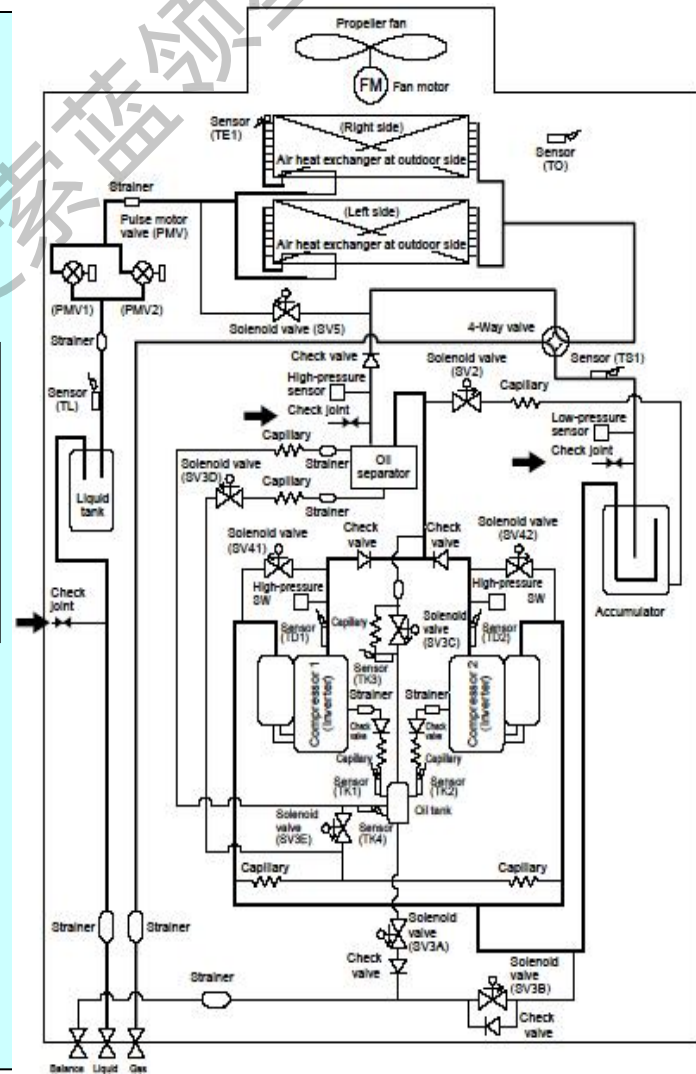 Propeller fan
FM
Fan motor
Sensor
(TE1)
(Right side)
Air heat exchanger at outdoor side
Sensor
(TO)
Strainer
Pulse motor
valve (PMV)
(Left side)
Air heat exchanger at outdoor side
(PMV1)
(PMV2)
Solenoid valve (SV5)
4-Way valve
Strainer
Check valve
Solenoid valve
(SV2)
Sensor (TS1)
High-pressure
sensor
Capillary
Sensor
(TL)
Check joint
Low-pressure
sensor
Capillary
Check joint
Strainer
Oil
separator
Solenoid valve
(SV3D)
Capillary
Liquid
tank
Strainer
Check
valve
Check
valve
Solenoid valve
(SV41)
Solenoid valve
(SV42)
High-pressure
SW
High-pressure
SW
Check
joint
Accumulator
Sensor
(TD1)
Capillary
Solenoid
valve
(SV3C)
Sensor
(TD2)
Sensor
(TK3)
Compressor 1
(Inverter)
Compressor 2
(Inverter)
Strainer
Strainer
Check
valve
Check
valve
Capillary
Capillary
Sensor
(TK1)
Sensor
(TK2)
Oil tank
Solenoid
valve
(SV3E)
Sensor
(TK4)
Capillary
Capillary
Strainer
Strainer
Solenoid
valve
(SV3A)
Check
valve
Strainer
Solenoid
valve
(SV3B)
Check
valve
Balance
Liquid
Gas
索蓝领